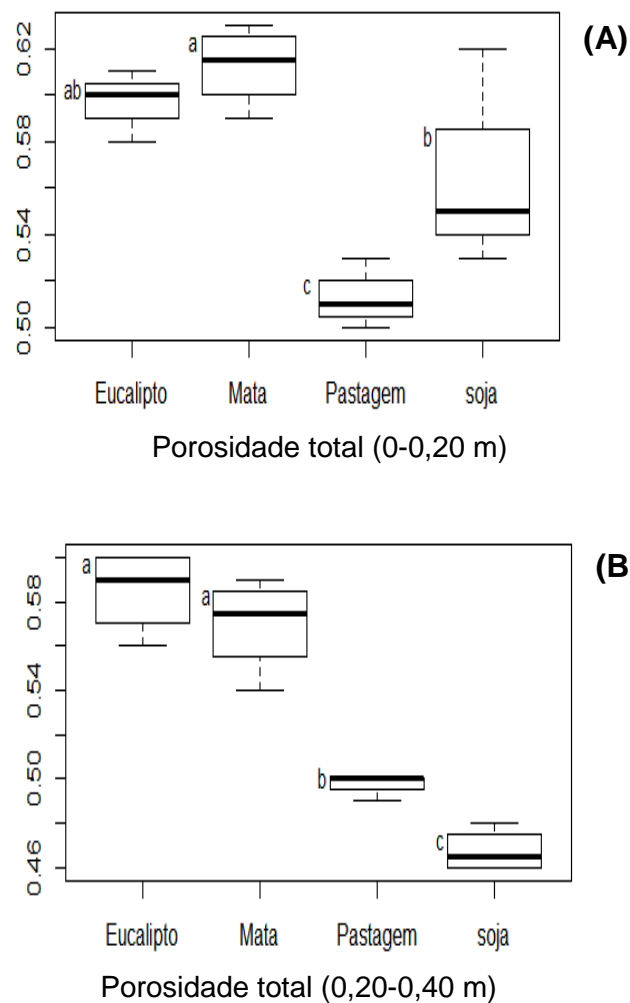 (A)
0.62
0.58
0.54
0.50
ab
a
c
b
Eucalipto Mata Pastagem soja
Porosidade total (0-0,20 m)
(B
0.58
0.54
0.50
0.46
a
a
b
c
Eucalipto Mata Pastagem soja
Porosidade total (0,20-0,40 m)